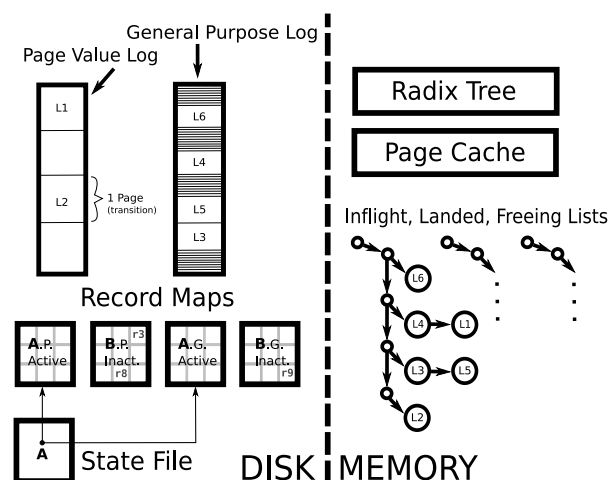 General Purpose Log
Page Value Log
L1
L2
1 Page
(transition)
L6
L4
L5
L3
Radix Tree
Page Cache
Inflight, Landed, Freeing Lists
L6
L4
L1
L3
L5
L2
Record Maps
A.P.
Active
B.P.
r3
Inact.
r8
A.G.
Active
B.G.
Inact.
r9
A
State File
DISK
MEMORY